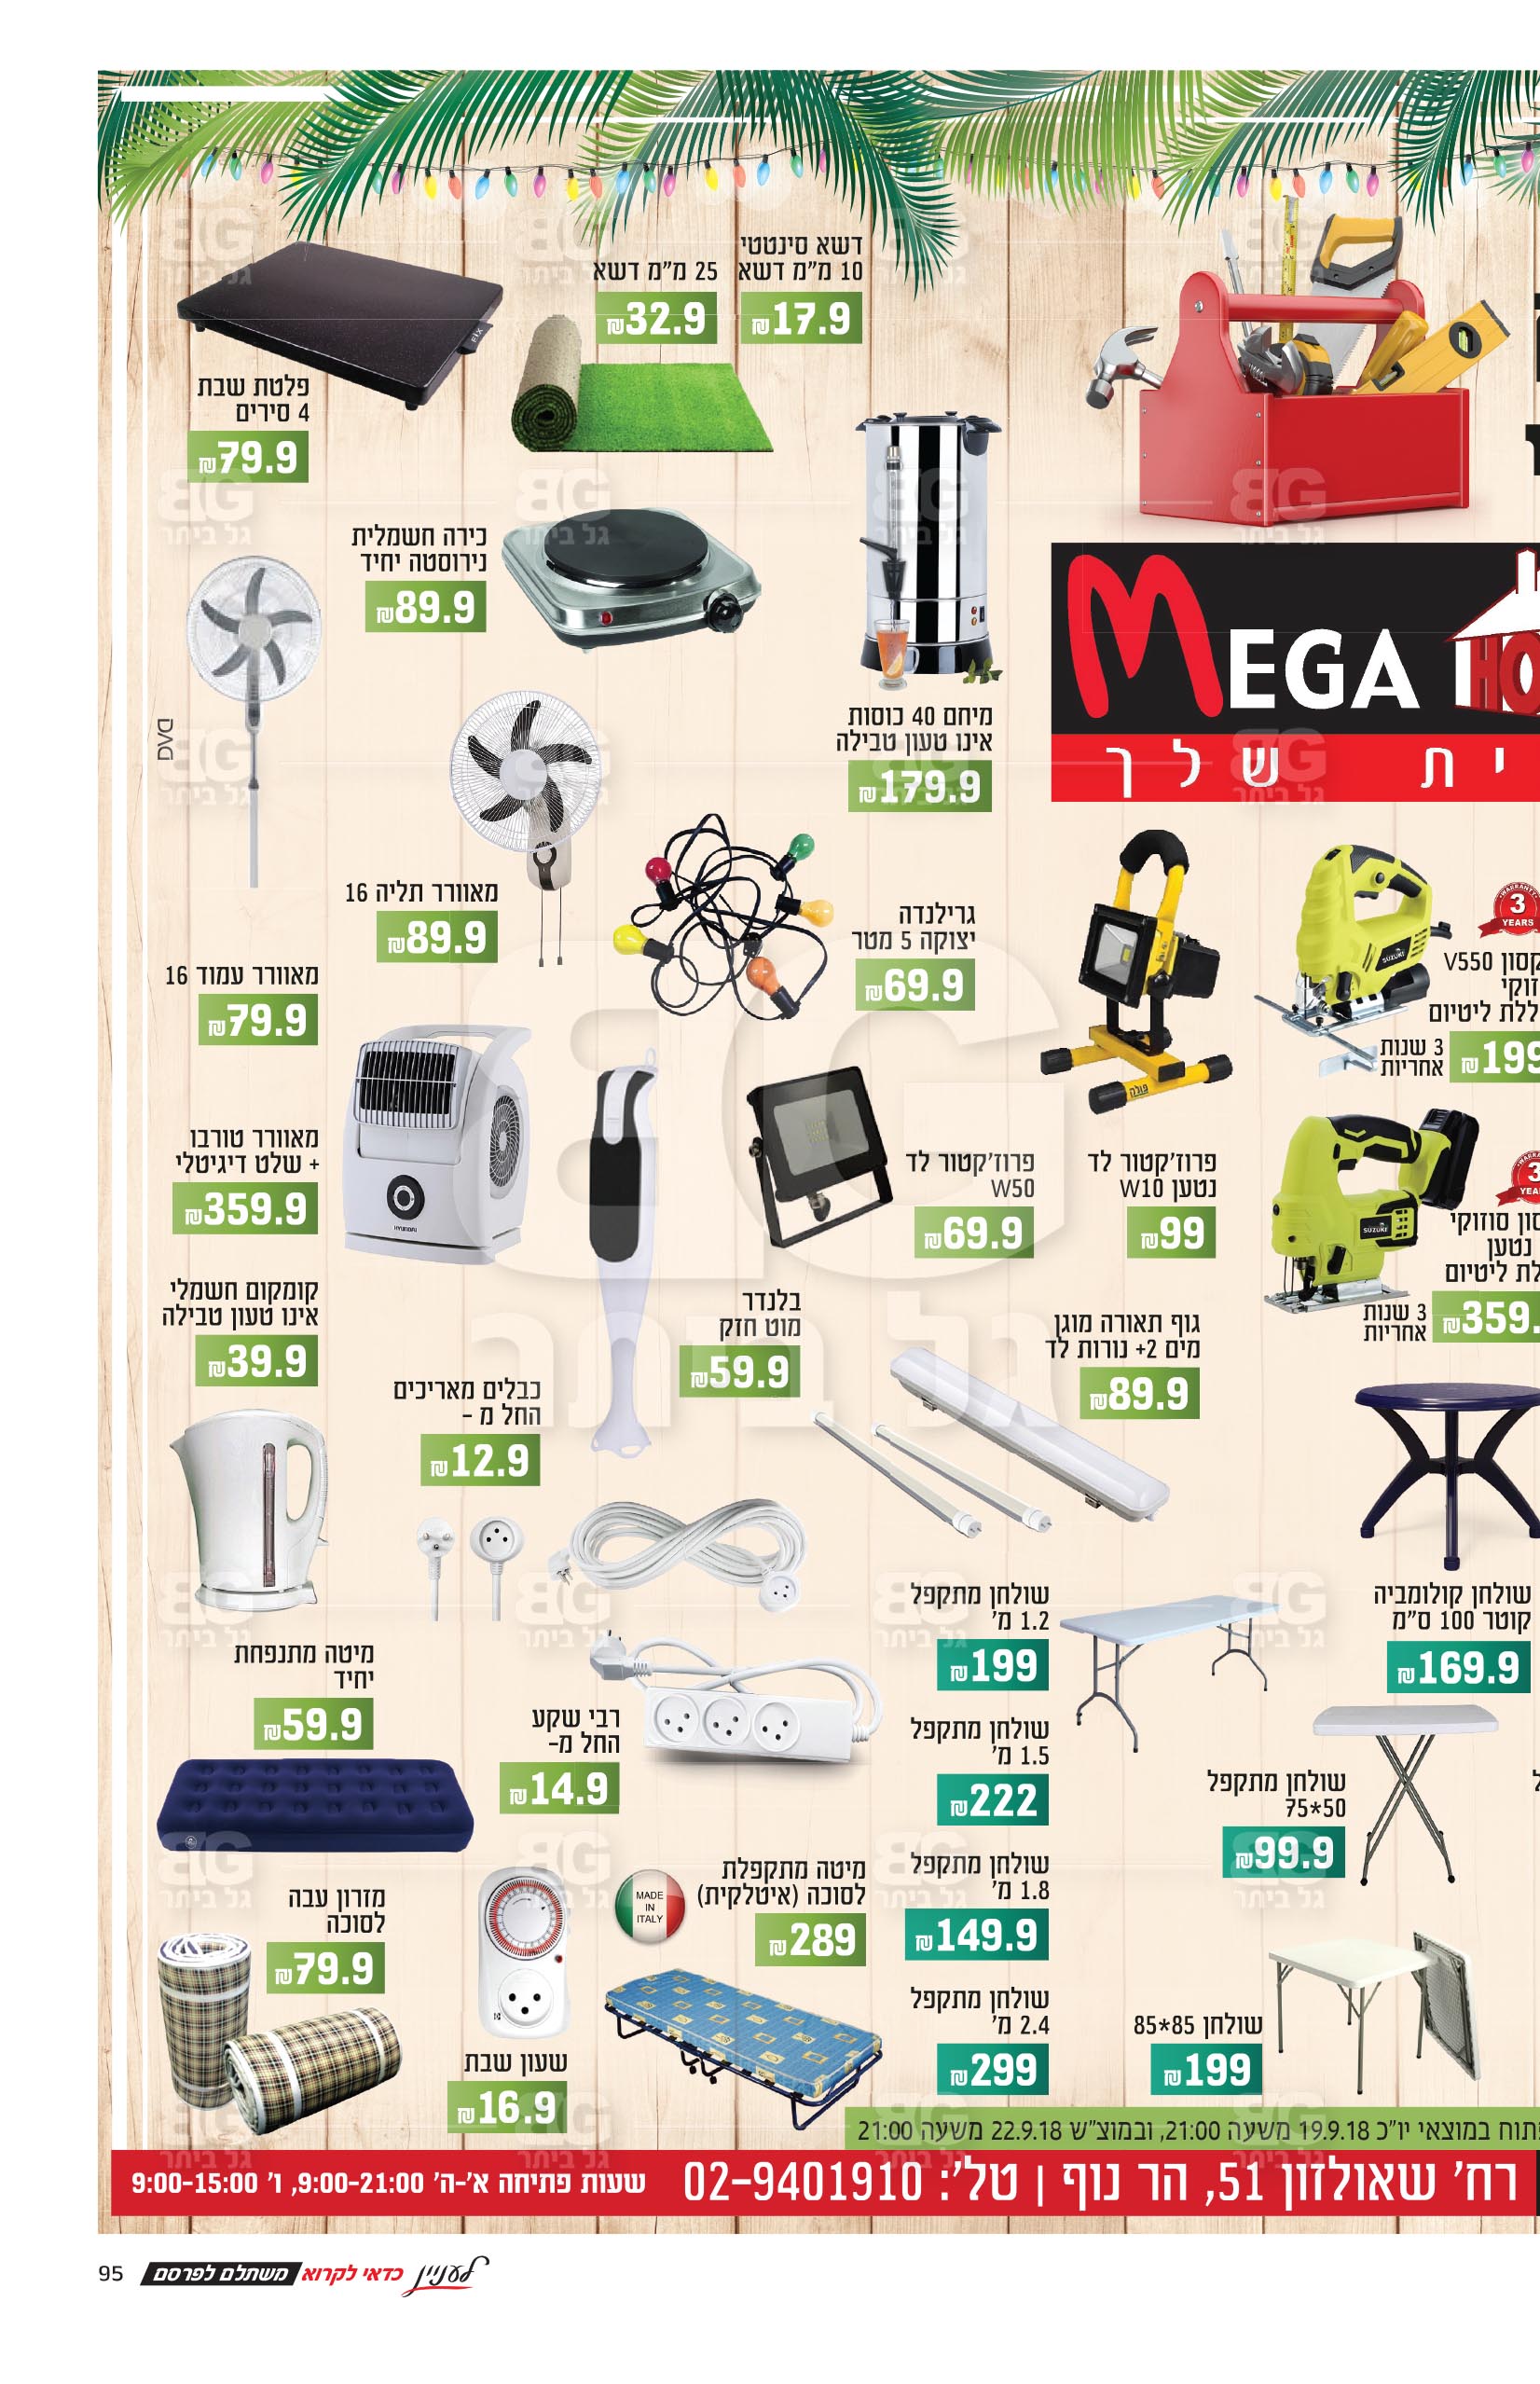 דשא סינטטי
10 מ"מ דשא
₪17.9
25 מ"מ דשא
₪32.9
FIX
פלטת שבת
4 סירים
₪79.9
כירה חשמלית
נירוסטה יחיד
₪89.9
מיחם 40 כוסות
אינו טעון טבילה
₪179.9
MEGA
ית שלך
DVD
מאוורר תליה 16
₪89.9
מאוורר עמוד 16
₪79.9
גרילנדה
יצוקה 5 מטר
₪69.9
3
YEARS
V550
ליטיום
3 שנות
אחריות
SUZUKI
מאוורר טורבו
+ שלט דיגיטלי
₪359.9
HYUNDAI
פרוז'קטור לד
W50
₪69.9
פרוז'קטור לד
נטען W10
₪99
סוזוקי
נטען
ליטיום
3 שנות
אחריות
SUZUKI
קומקום חשמלי
אינו טעון טבילה
₪39.9
בלנדר
מוט חזק
₪59.9
גוף תאורה מוגן
מים +2 נורות לד
₪89.9
כבלים מאריכים
החל מ -
₪12.9
שולחן קולומביה
קוטר 100 ס"מ
₪169.9
שולחן מתקפל
1.2 מ'
₪199
מיטה מתנפחת
יחיד
₪59.9
רבי שקע
החל מ-
₪14.9
שולחן מתקפל
1.5 מ'
₪222
שולחן מתקפל
75*50
₪99.9
מיטה מתקפלת
לסוכה (איטלקית)
₪289
MADE
IN
ITALY
שולחן מתקפל
1.8 מ'
₪149.9
מזרון עבה
לסוכה
₪79.9
שעון שבת
₪16.9
שולחן מתקפל
2.4 מ'
₪299
שולחן 85*85
₪199
במוצאי יו"כ 19.9.18 משעה 21:00, ובמוצ"ש 22.9.18 משעה 21:00
רח' שאולזון 51, הר נוף | טל': 02-9401910
שעות פתיחה א'-ה' 9:00-21:00, ו' 9:00-15:00
BG
גל ביתר
לעניין כדאי לקרוא משתלם לפרסם
95